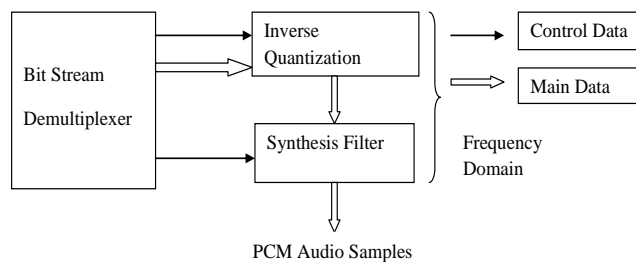 Bit Stream
Demultiplexer
Inverse
Quantization
Synthesis Filter
PCM Audio Samples
Control Data
Main Data
Frequency
Domain